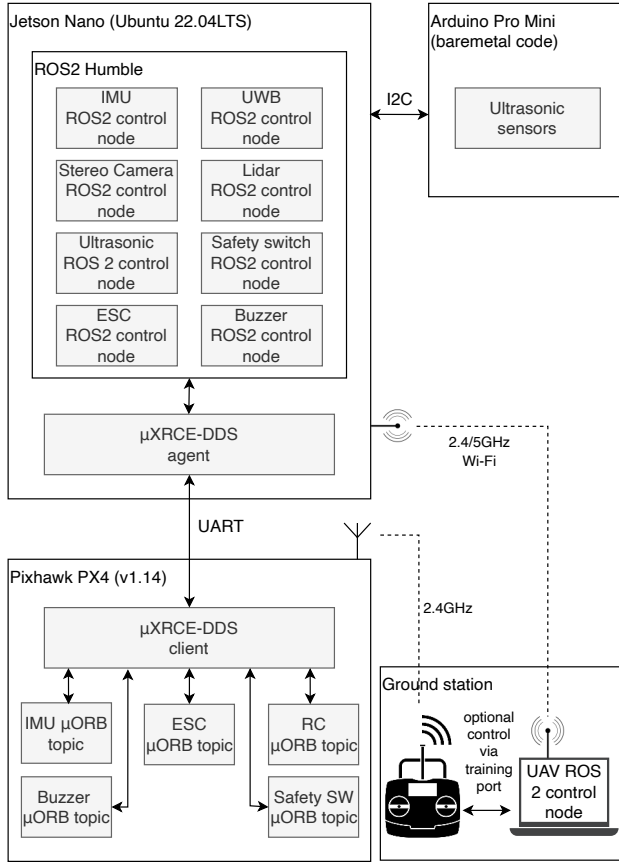 Jetson Nano (Ubuntu 22.04LTS)
ROS2 Humble
IMU
ROS2 control
node
UWB
ROS2 control
node
Stereo Camera
ROS2 control
node
Lidar
ROS2 control
node
Ultrasonic
ROS 2 control
node
Safety switch
ROS2 control
node
ESC
ROS2 control
node
Buzzer
ROS2 control
node
µXRCE-DDS
agent
I2C
Arduino Pro Mini
(baremetal code)
Ultrasonic
sensors
2.4/5GHz
Wi-Fi
UART
Pixhawk PX4 (v1.14)
µXRCE-DDS
client
IMU µORB
topic
ESC
µORB topic
RC
µORB topic
Buzzer
µORB topic
Safety SW
µORB topic
2.4GHz
Ground station
optional
control
via
training
port
UAV ROS
2 control
node